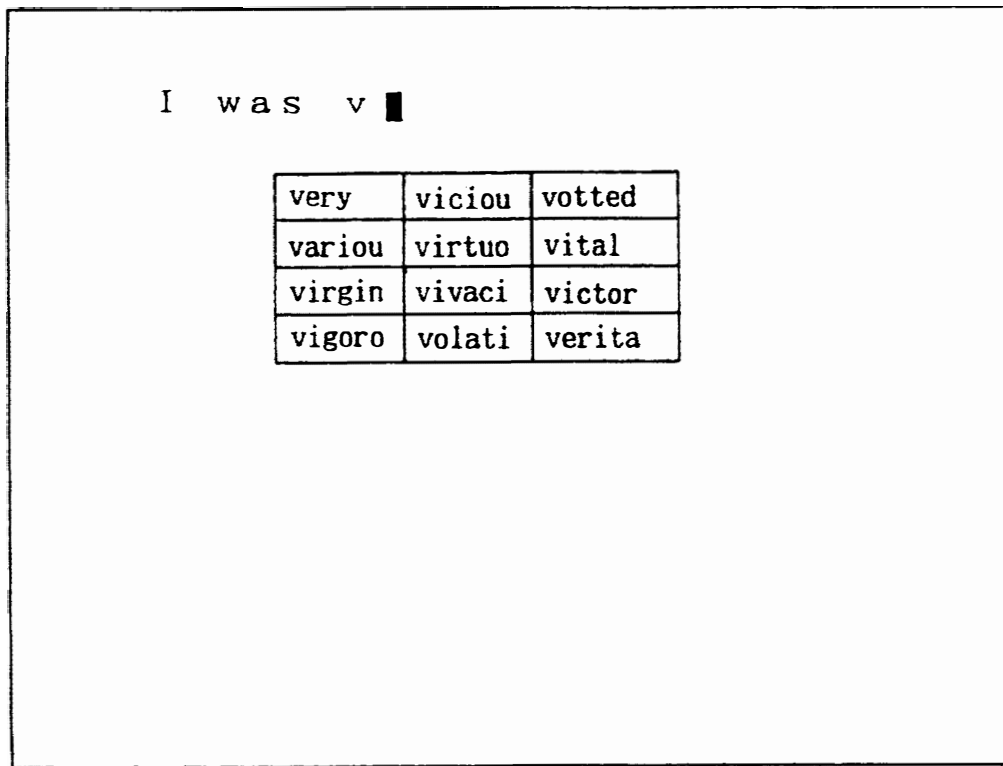 I was v
very viciou votted
variou virtuo vital
virgin vivaci victor
vigoro volati verita